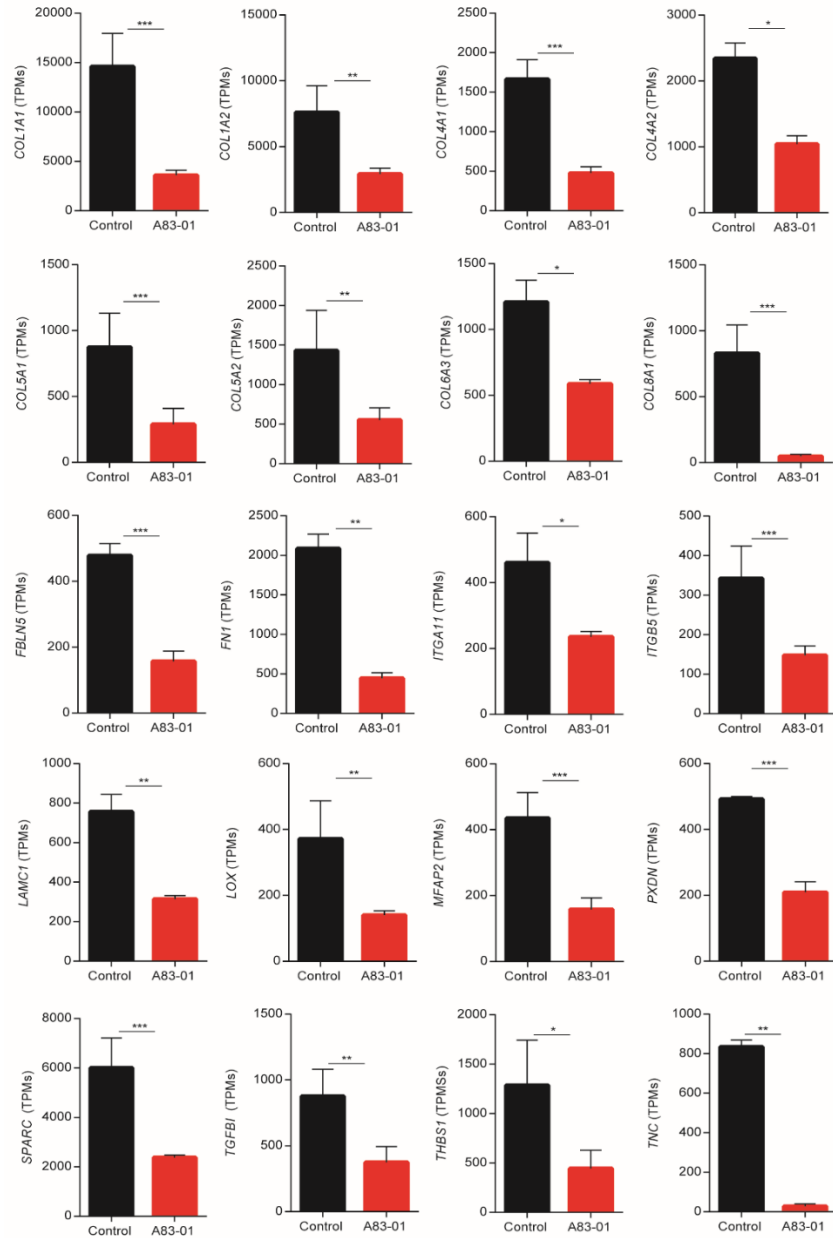 COL1A1 (TPMs)
20000
15000
10000
5000
0
***
Control A83-01
COL1A2 (TPMs)
15000
10000
5000
0
**
Control A83-01
COL4A1 (TPMs)
2000
1500
1000
500
0
***
Control A83-01
COL4A2 (TPMs)
3000
2000
1000
0
*
Control A83-01
COL5A1 (TPMs)
1500
1000
500
0
***
Control A83-01
COL5A2 (TPMs)
2500
2000
1500
1000
500
0
**
Control A83-01
COL6A3 (TPMs)
1500
1000
500
0
*
Control A83-01
COL8A1 (TPMs)
1500
1000
500
0
***
Control A83-01
FBLN5 (TPMs)
600
400
200
0
***
Control A83-01
FN1 (TPMs)
2500
2000
1500
1000
500
0
**
Control A83-01
ITGA11 (TPMs)
600
400
200
0
*
Control A83-01
ITGB5 (TPMs)
500
400
300
200
100
0
***
Control A83-01
LAMC1 (TPMs)
1000
800
600
400
200
0
**
Control A83-01
LOX (TPMs)
600
400
200
0
**
Control A83-01
MFAP2 (TPMs)
600
400
200
0
***
Control A83-01
PXDN (TPMs)
600
400
200
0
***
Control A83-01
SPARC (TPMs)
8000
6000
4000
2000
0
***
Control A83-01
TGFBI (TPMs)
1500
1000
500
0
**
Control A83-01
THBS1 (TPMSs)
2000
1500
1000
500
0
*
Control A83-01
TNC (TPMs)
1000
800
600
400
200
0
**
Control A83-01